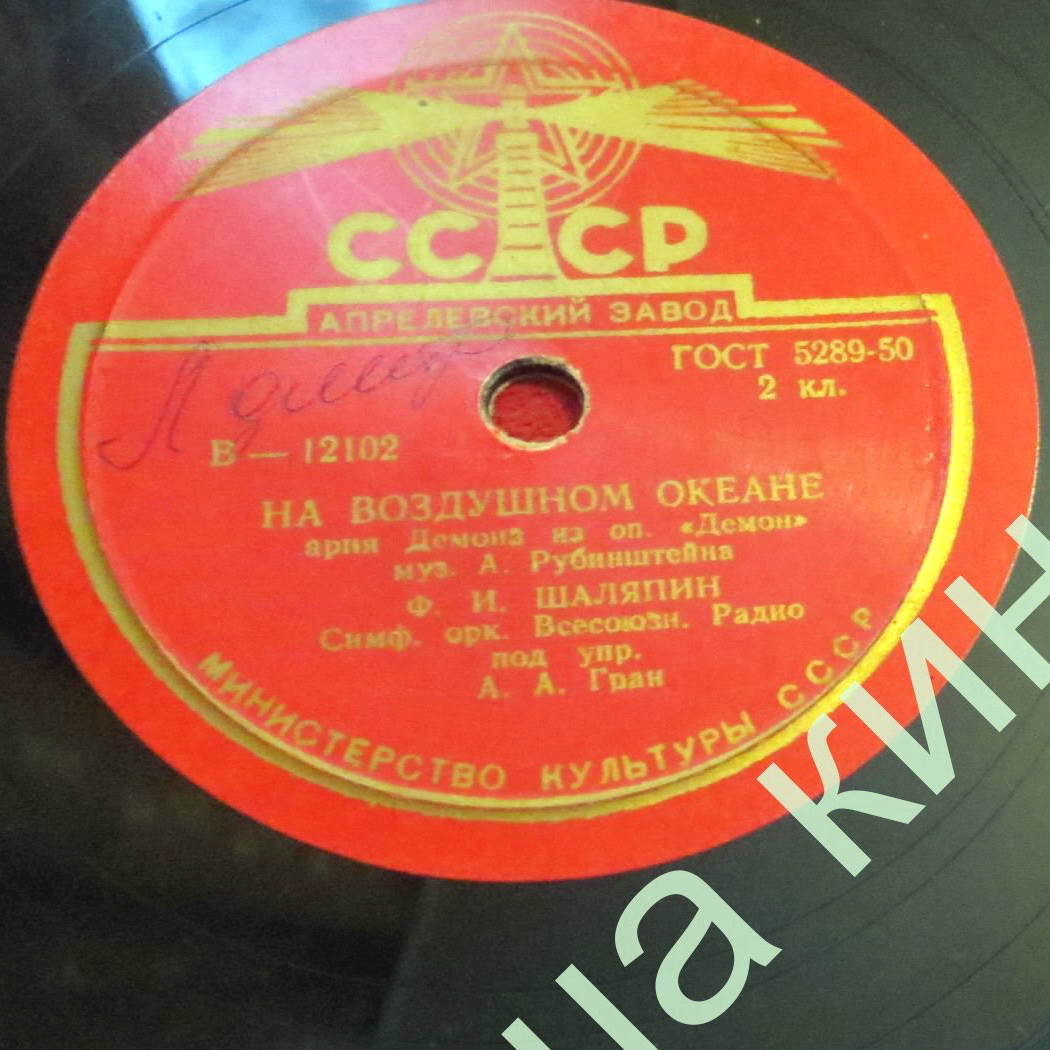 СССР
АПРЕЛЕВСКИЙ ЗАВОД
ГОСТ 5289-50
2 кл.
В — 12102
НА ВОЗДУШНОМ ОКЕАНЕ
ария Демона из оп. «Демон»
муз. А. Рубинштейна
Ф. И. ШАЛЯПИН
Симф. орк. Всесоюзн. Радио
под упр.
А. А. Гран
МИНИСТЕРСТВО КУЛЬТУРЫ СССР